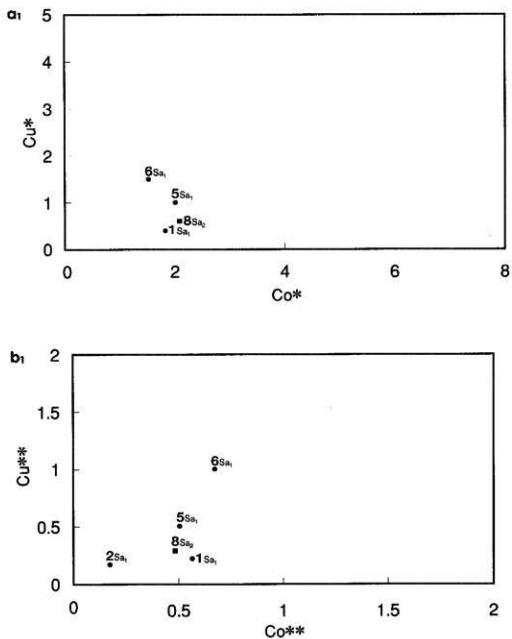 a1
5
4
3
2
1
0
Cu*
6Sa₁
5Sa₁
8Sa₂
1Sa₁
0 2 4 6 8
Co*
b1
2
1.5
1
0.5
0
Cu**
6Sa₁
5Sa₁
8Sa₂
2Sa₁
1Sa₁
0 0.5 1 1.5 2
Co**